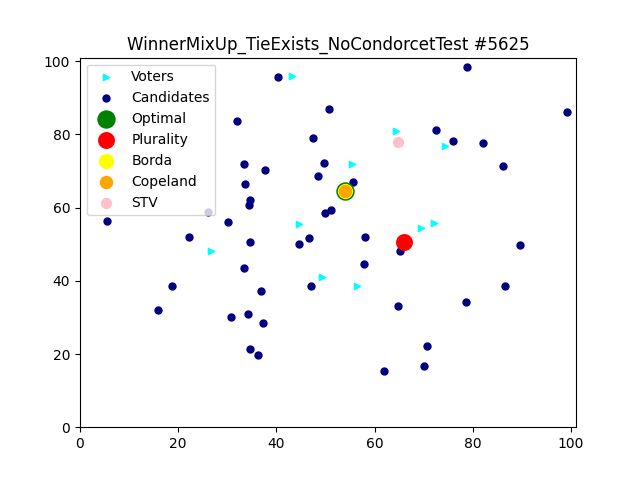 WinnerMixUp_TieExists_NoCondorcetTest #5625
100
80
60
40
20
0
Voters
Candidates
Optimal
Plurality
Borda
Copeland
STV
0 20 40 60 80 100